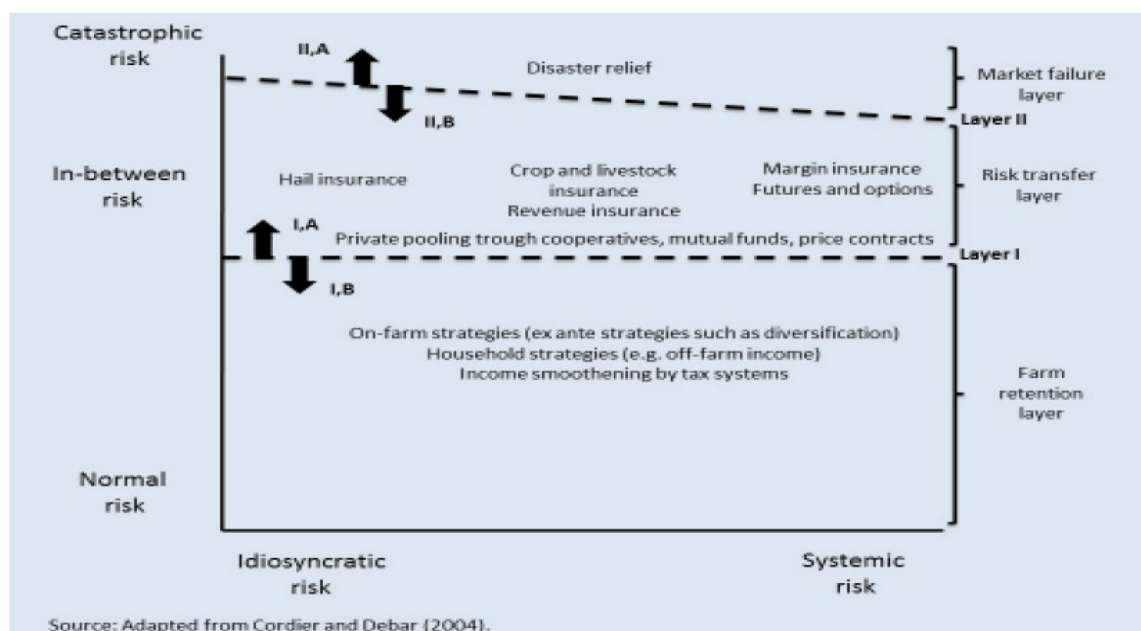 Catastrophic
risk
II,A
Disaster relief
Market failure
layer
II,B
Layer II
In-between
risk
Hail insurance
Crop and livestock
insurance
Revenue insurance
Margin insurance
Futures and options
Risk transfer
layer
I,A
Private pooling trough cooperatives, mutual funds, price contracts
Layer I
I,B
On-farm strategies (ex ante strategies such as diversification)
Household strategies (e.g. off-farm income)
Income smoothening by tax systems
Farm
retention
layer
Normal
risk
Idiosyncratic
risk
Systemic
risk
Source: Adapted from Cordier and Debar (2004).